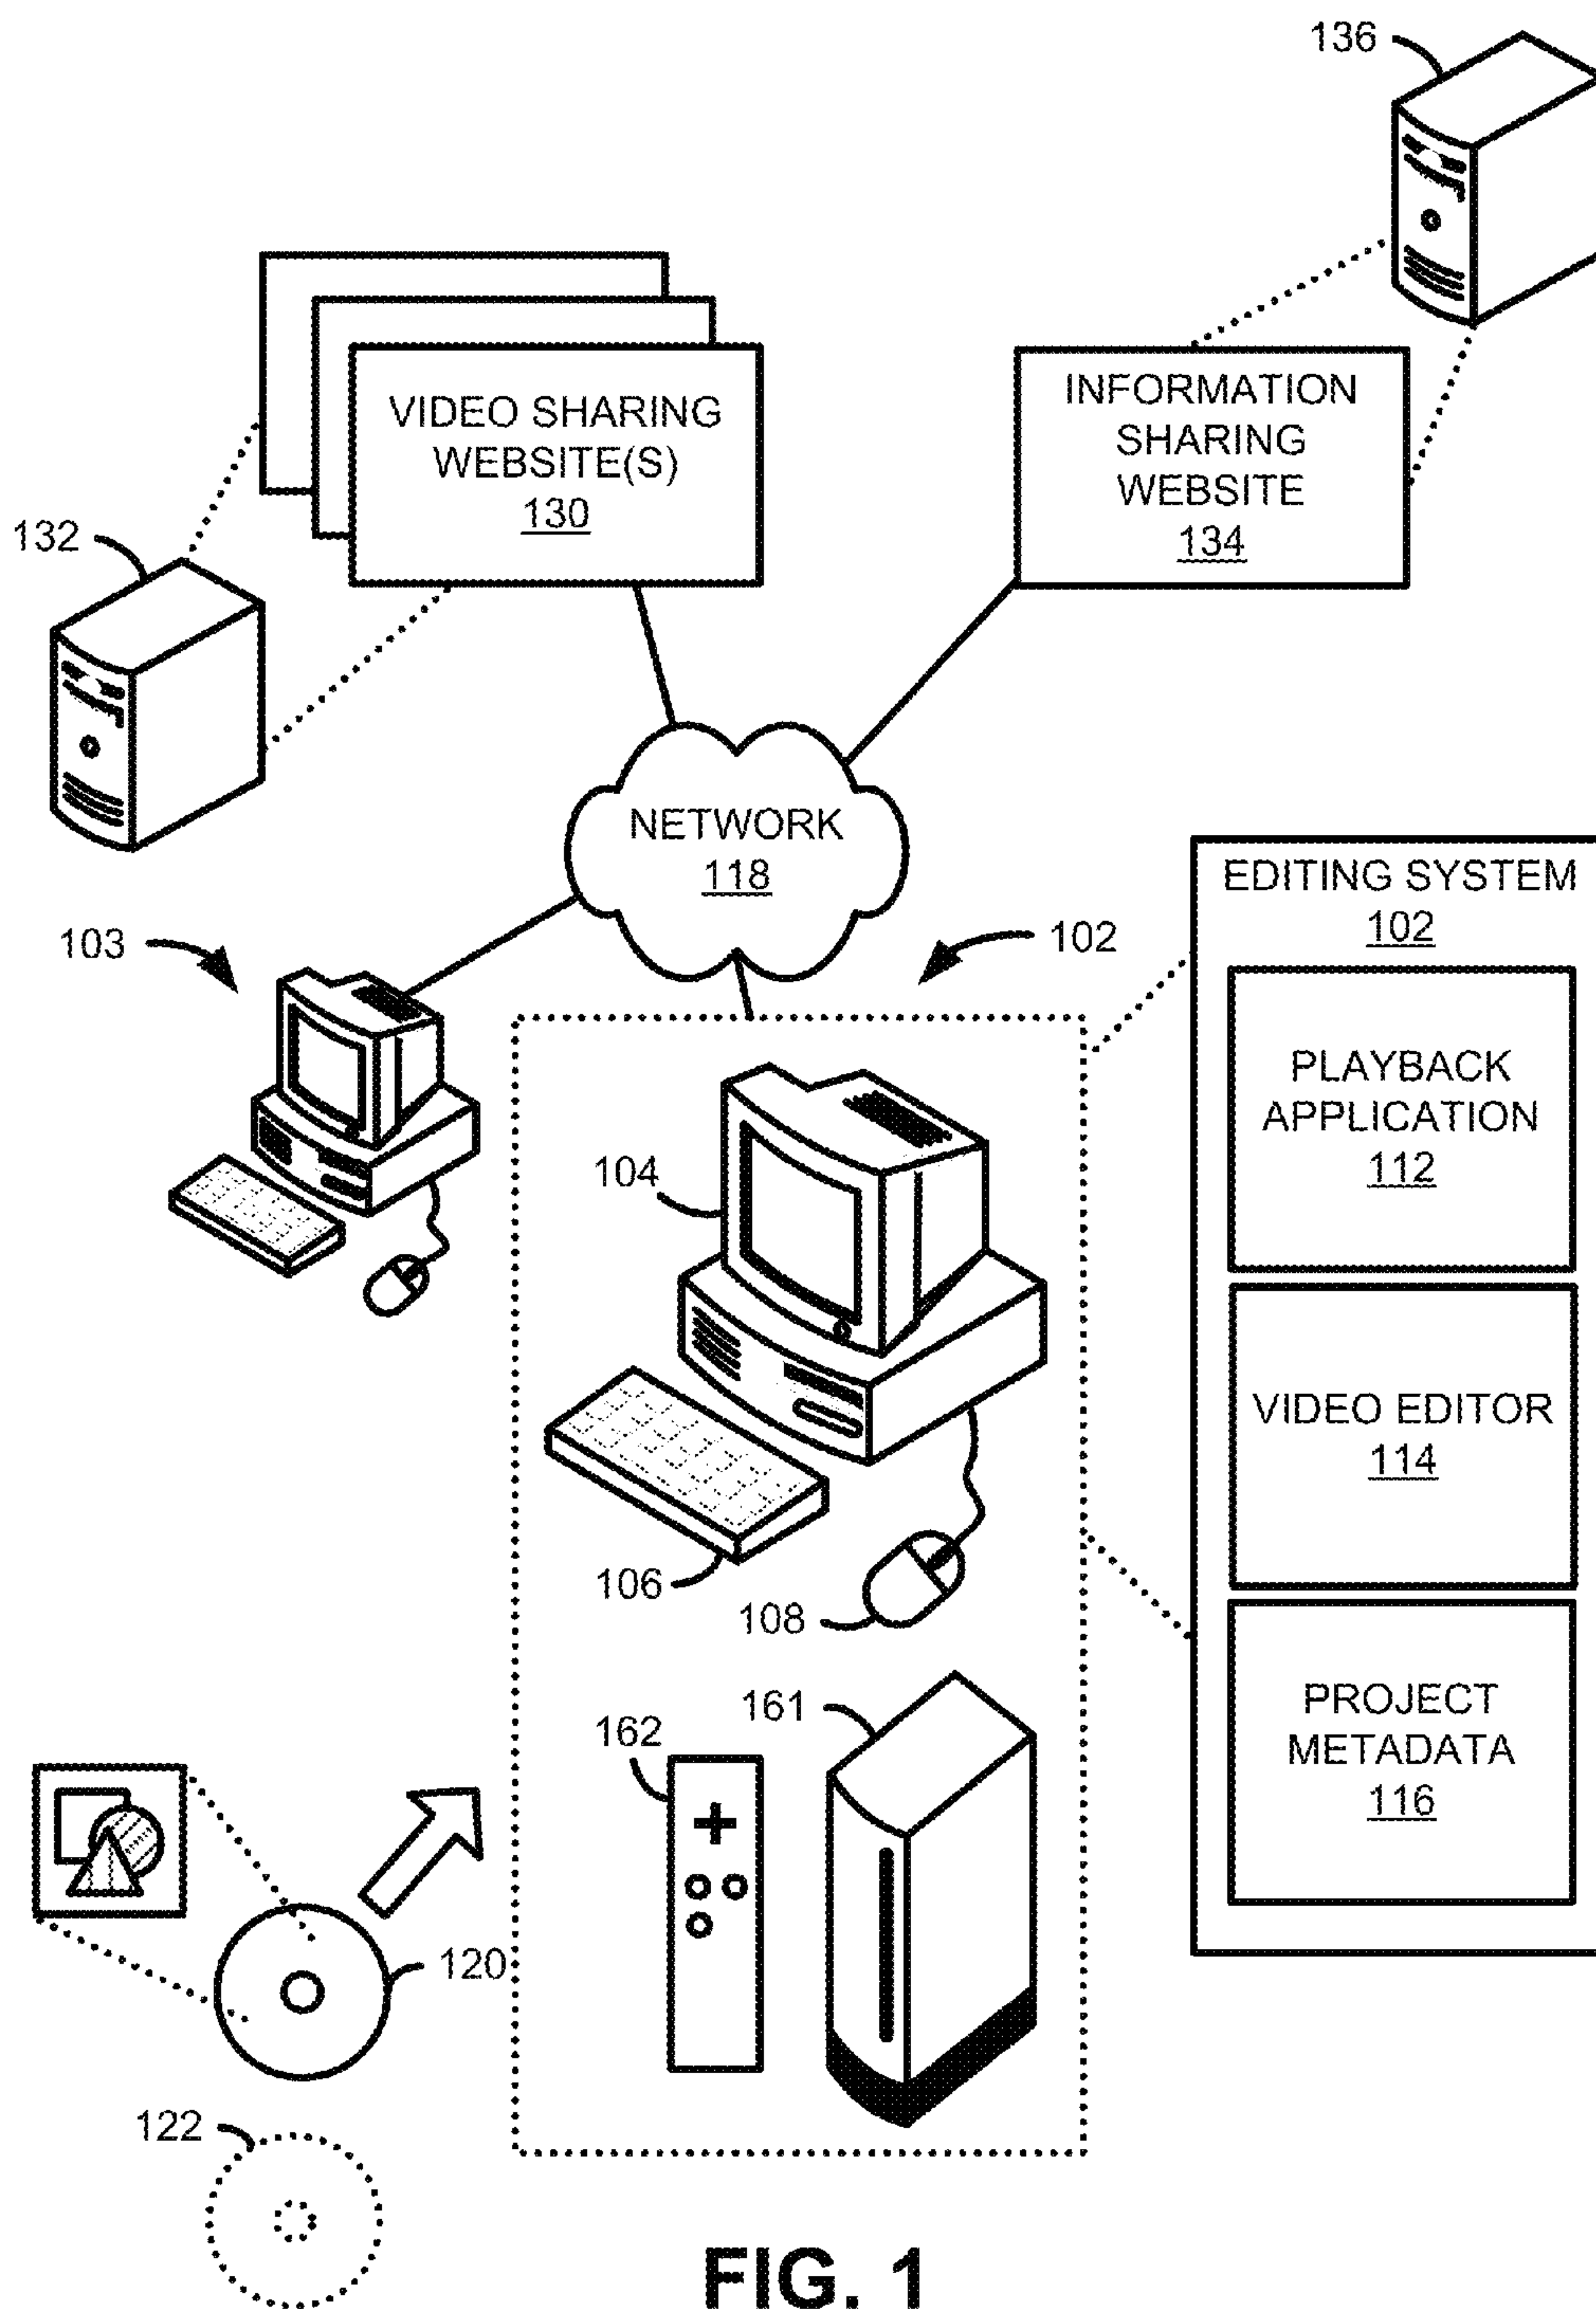 136
VIDEO SHARING
WEBSITE(S)
130
INFORMATION
SHARING
WEBSITE
134
132
NETWORK
118
103
102
EDITING SYSTEM
102
PLAYBACK
APPLICATION
112
104
VIDEO EDITOR
114
106
108
PROJECT
METADATA
116
162
161
120
122
FIG. 1